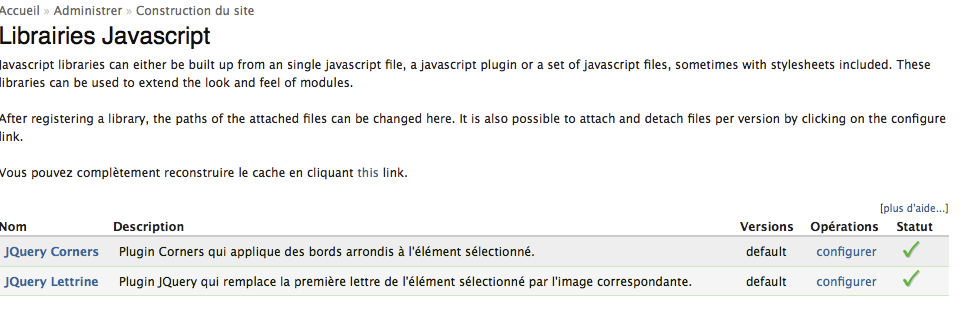 Accueil » Administrer » Construction du site
Librairies Javascript
Javascript libraries can either be built up from an single javascript file, a javascript plugin or a set of javascript files, sometimes with stylesheets included. These
libraries can be used to extend the look and feel of modules.
After registering a library, the paths of the attached files can be changed here. It is also possible to attach and detach files per version by clicking on the configure
link.
Vous pouvez complètement reconstruire le cache en cliquant this link.
[plus d'aide...]
Nom Description Versions Opérations Statut
JQuery Corners Plugin Corners qui applique des bords arrondis à l'élément sélectionné. default configurer
JQuery Lettrine Plugin JQuery qui remplace la première lettre de l'élément sélectionné par l'image correspondante. default configurer